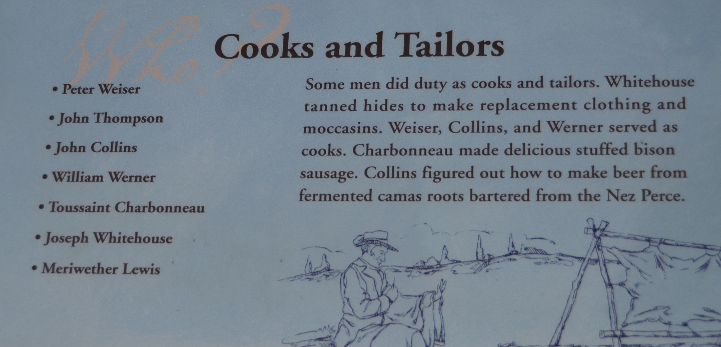 Who?
Cooks and Tailors
• Peter Weiser
• John Thompson
• John Collins
• William Werner
• Toussaint Charbonneau
• Joseph Whitehouse
• Meriwether Lewis
Some men did duty as cooks and tailors. Whitehouse
tanned hides to make replacement clothing and
moccasins. Weiser, Collins, and Werner served as
cooks. Charbonneau made delicious stuffed bison
sausage. Collins figured out how to make beer from
fermented camas roots bartered from the Nez Perce.